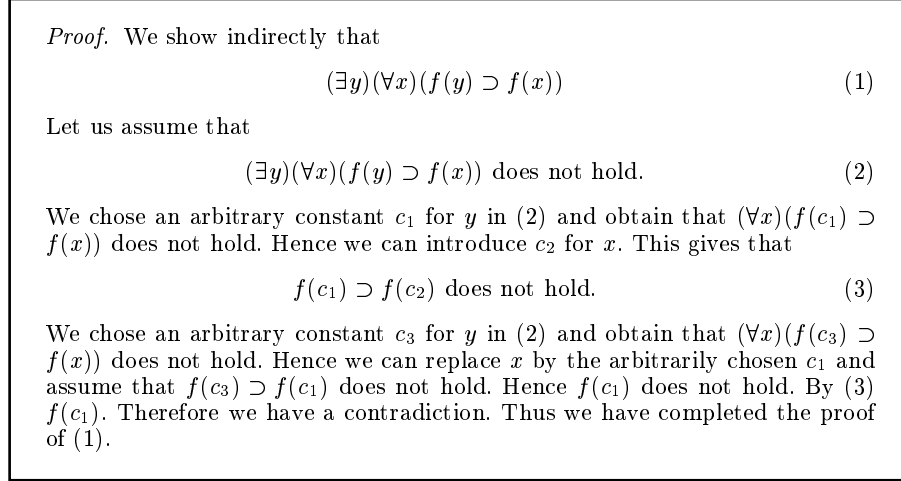 Proof. We show indirectly that
(∃y)(∀x)(f(y) ⊃ f(x)) (1)
Let us assume that
(∃y)(∀x)(f(y) ⊃ f(x)) does not hold. (2)
We chose an arbitrary constant c₁ for y in (2) and obtain that (∀x)(f(c₁) ⊃
f(x)) does not hold. Hence we can introduce c₂ for x. This gives that
f(c₁) ⊃ f(c₂) does not hold. (3)
We chose an arbitrary constant c₃ for y in (2) and obtain that (∀x)(f(c₃) ⊃
f(x)) does not hold. Hence we can replace x by the arbitrarily chosen c₁ and
assume that f(c₃) ⊃ f(c₁) does not hold. Hence f(c₁) does not hold. By (3)
f(c₁). Therefore we have a contradiction. Thus we have completed the proof
of (1).